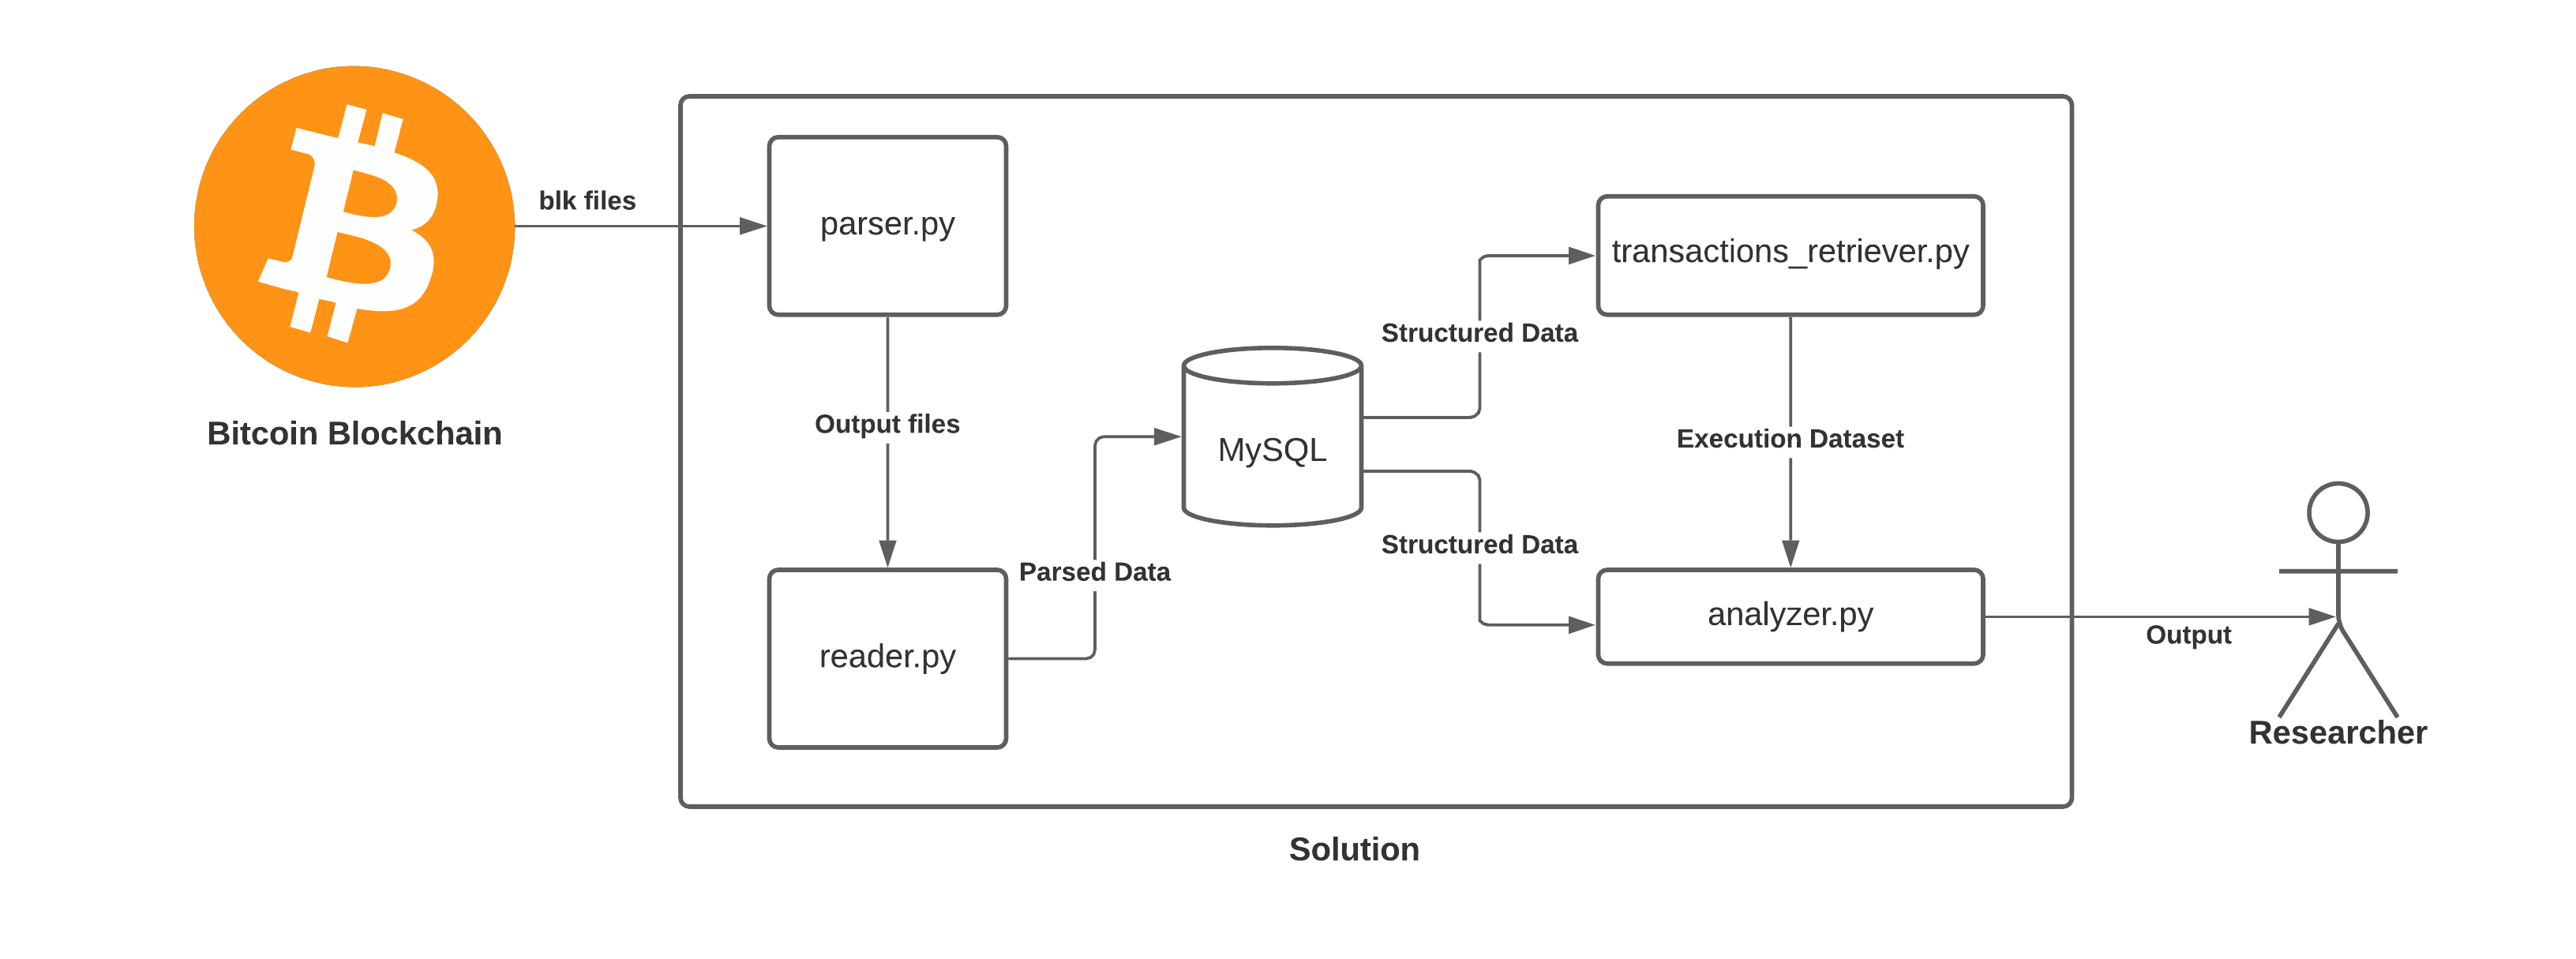 blk files
Bitcoin Blockchain
parser.py
Output files
reader.py
Parsed Data
MySQL
Structured Data
Structured Data
transactions_retriever.py
Execution Dataset
analyzer.py
Output
Researcher
Solution